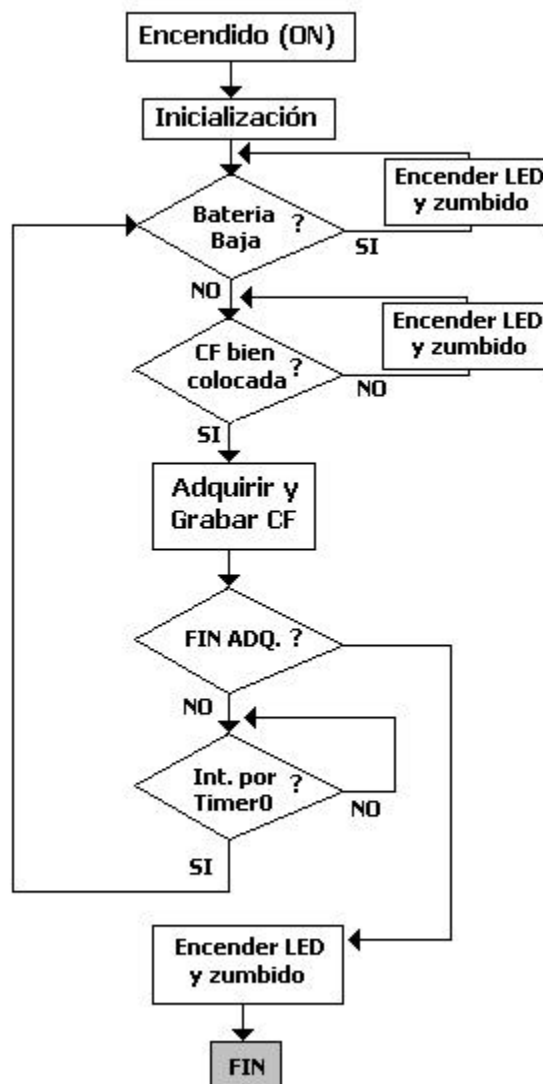 Encendido (ON)
Inicialización
Encender LED
y zumbido
Bateria
Baja
?
SI
NO
Encender LED
y zumbido
CF bien
colocada
?
NO
SI
Adquirir y
Grabar CF
FIN ADQ. ?
NO
Int. por
Timer0
?
NO
SI
Encender LED
y zumbido
FIN